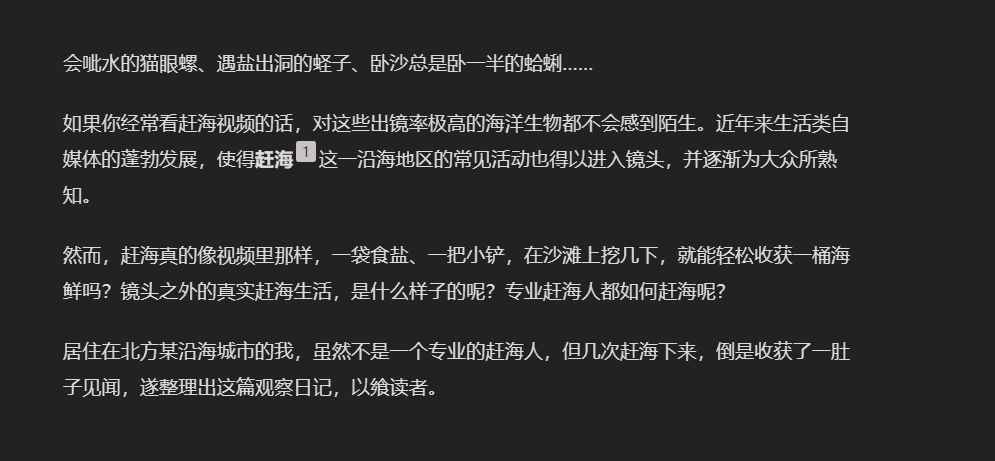 会呲水的猫眼螺、遇盐出洞的蛏子、卧沙总是卧一半的蛤蜊……
如果你经常看赶海视频的话，对这些出镜率极高的海洋生物都不会感到陌生。近年来生活类自
媒体的蓬勃发展，使得赶海1这一沿海地区的常见活动也得以进入镜头，并逐渐为大众所熟
知。
然而，赶海真的像视频里那样，一袋食盐、一把小铲，在沙滩上挖几下，就能轻松收获一桶海
鲜吗？镜头之外的真实赶海生活，是什么样子的呢？专业赶海人都如何赶海呢？
居住在北方某沿海城市的我，虽然不是一个专业的赶海人，但几次赶海下来，倒是收获了一肚
子见闻，遂整理出这篇观察日记，以飨读者。